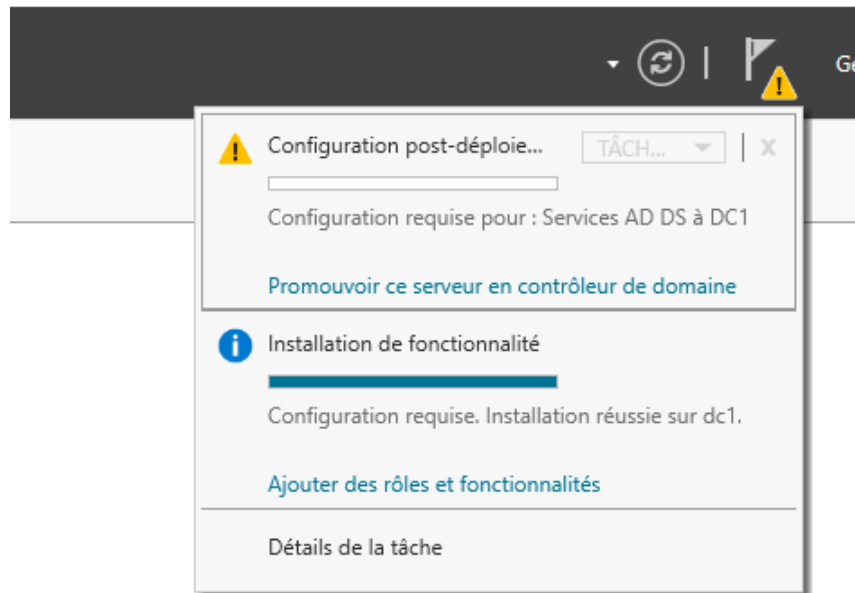 Ge
Configuration post-déploie... TÂCH... X
Configuration requise pour : Services AD DS à DC1
Promouvoir ce serveur en contrôleur de domaine
Installation de fonctionnalité
Configuration requise. Installation réussie sur dc1.
Ajouter des rôles et fonctionnalités
Détails de la tâche